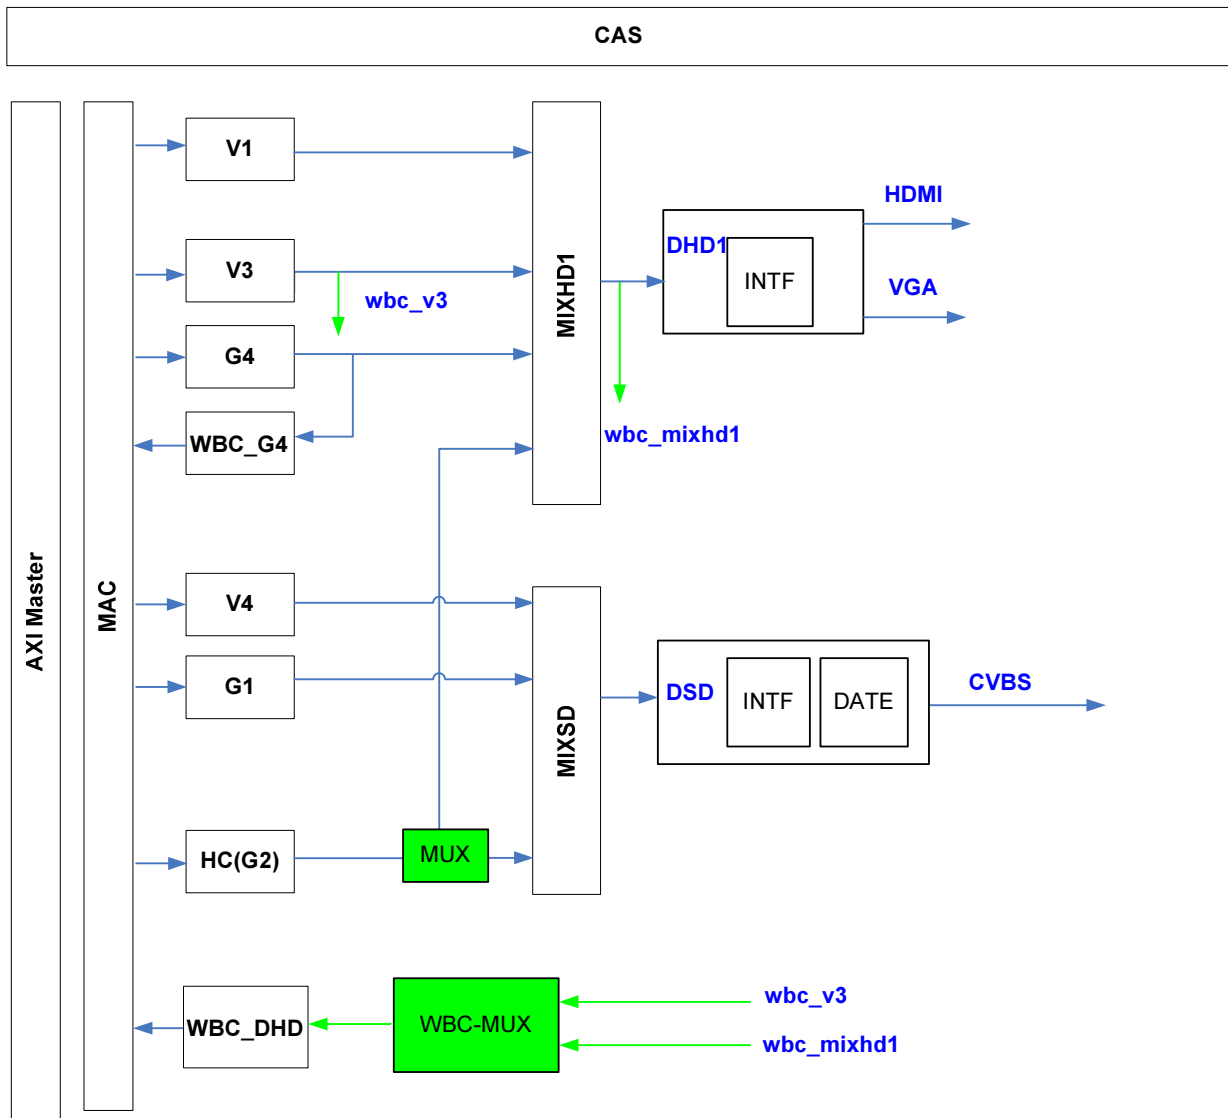 CAS
AXI Master
MAC
V1
V3
wbc_v3
G4
WBC_G4
MIXHD1
wbc_mixhd1
DHD1
INTF
HDMI
VGA
V4
G1
HC(G2)
MUX
MIXSD
DSD
INTF
DATE
CVBS
WBC_DHD
WBC-MUX
wbc_v3
wbc_mixhd1